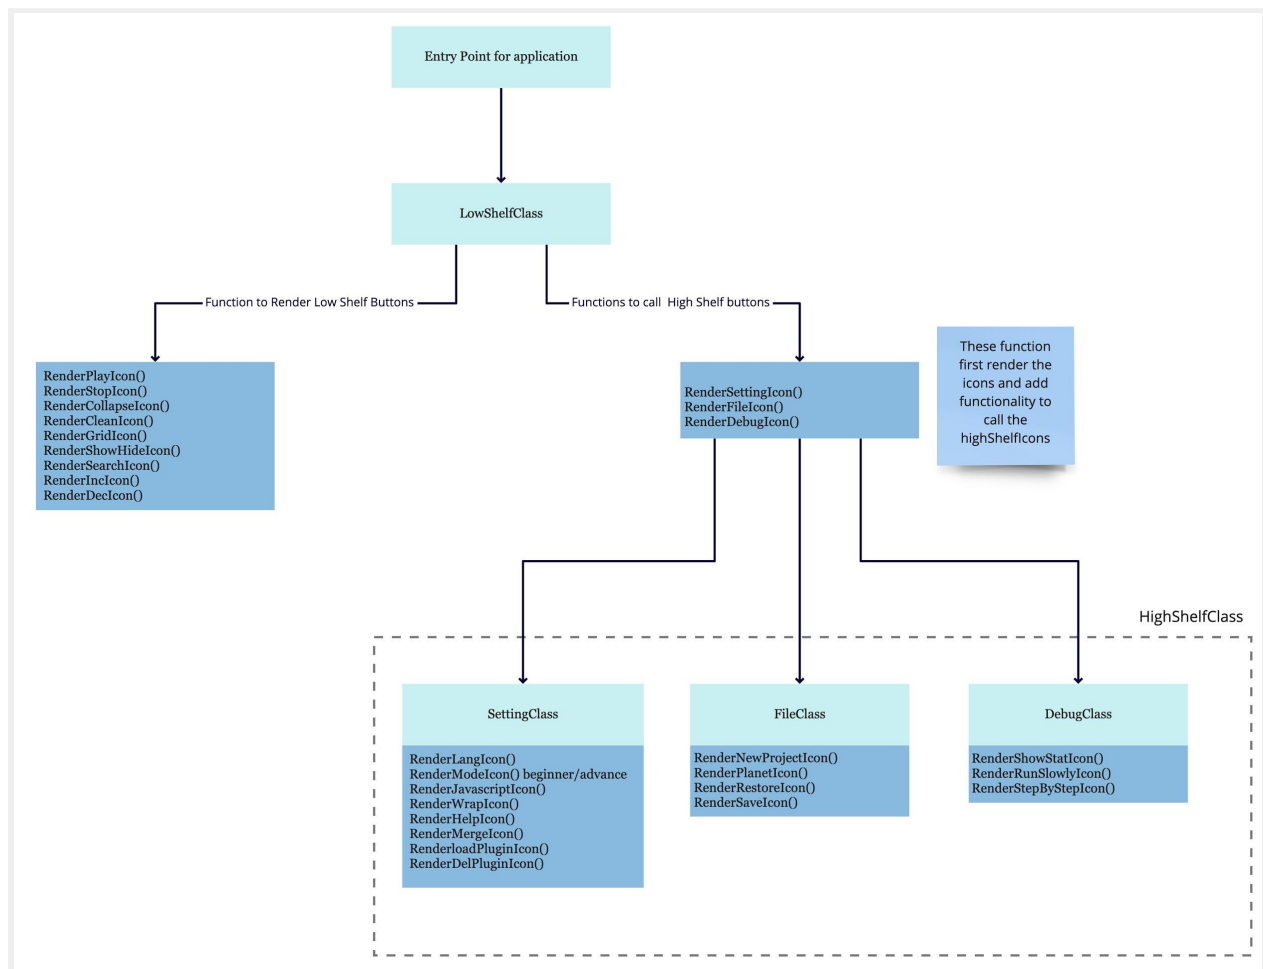 Entry Point for application
LowShelfClass
Function to Render Low Shelf Buttons
Functions to call High Shelf buttons
RenderPlayIcon()
RenderStopIcon()
RenderCollapseIcon()
RenderCleanIcon()
RenderGridIcon()
RenderShowHideIcon()
RenderSearchIcon()
RenderIncIcon()
RenderDecIcon()
RenderSettingIcon()
RenderFileIcon()
RenderDebugIcon()
These function
first render the
icons and add
functionality to
call the
highShelfIcons
HighShelfClass
SettingClass
RenderLangIcon()
RenderModeIcon() beginner/advance
RenderJavascriptIcon()
RenderWrapIcon()
RenderHelpIcon()
RenderMergeIcon()
RenderloadPluginIcon()
RenderDelPluginIcon()
FileClass
RenderNewProjectIcon()
RenderPlanetIcon()
RenderRestoreIcon()
RenderSaveIcon()
DebugClass
RenderShowStatIcon()
RenderRunSlowlyIcon()
RenderStepByStepIcon()